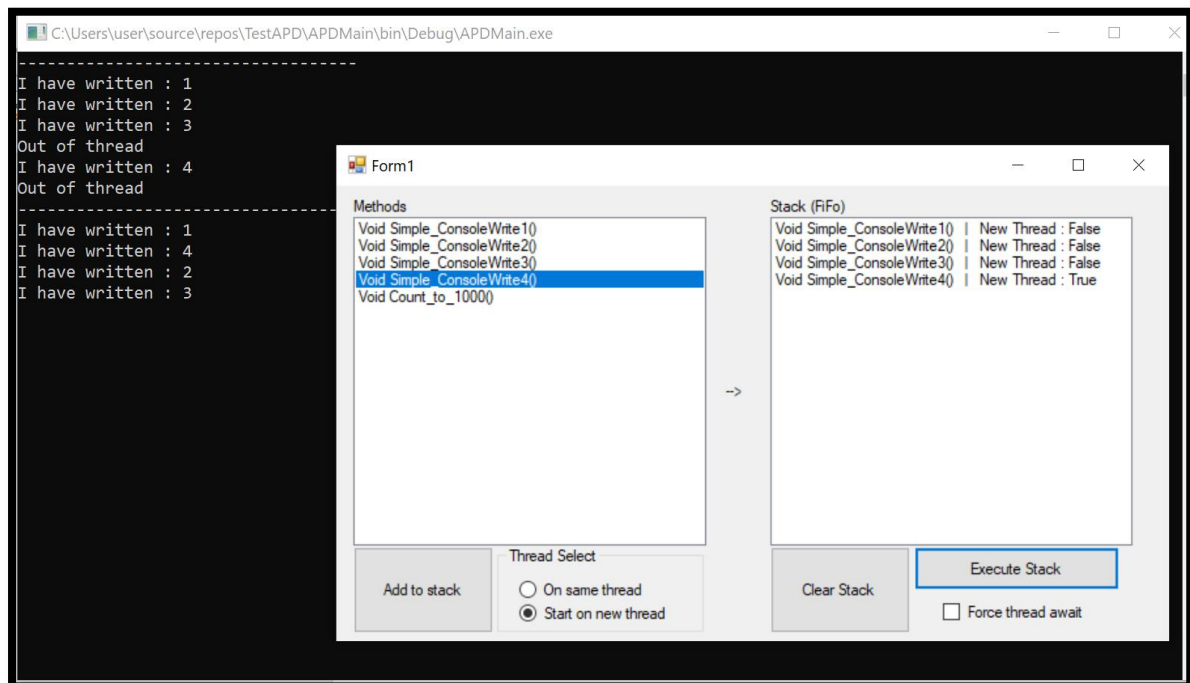 C:\Users\user\source\repos\TestAPD\APDMain\bin\Debug\APDMain.exe
-----------------------------------
I have written : 1
I have written : 2
I have written : 3
Out of thread
I have written : 4
Out of thread
---------------------------------
I have written : 1
I have written : 4
I have written : 2
I have written : 3
Form1
Methods
Void Simple_ConsoleWrite1()
Void Simple_ConsoleWrite2()
Void Simple_ConsoleWrite3()
Void Simple_ConsoleWrite4()
Void Count_to_1000()
-->
Stack (FiFo)
Void Simple_ConsoleWrite1() | New Thread : False
Void Simple_ConsoleWrite2() | New Thread : False
Void Simple_ConsoleWrite3() | New Thread : False
Void Simple_ConsoleWrite4() | New Thread : True
Add to stack
Thread Select
On same thread
Start on new thread
Clear Stack
Execute Stack
Force thread await